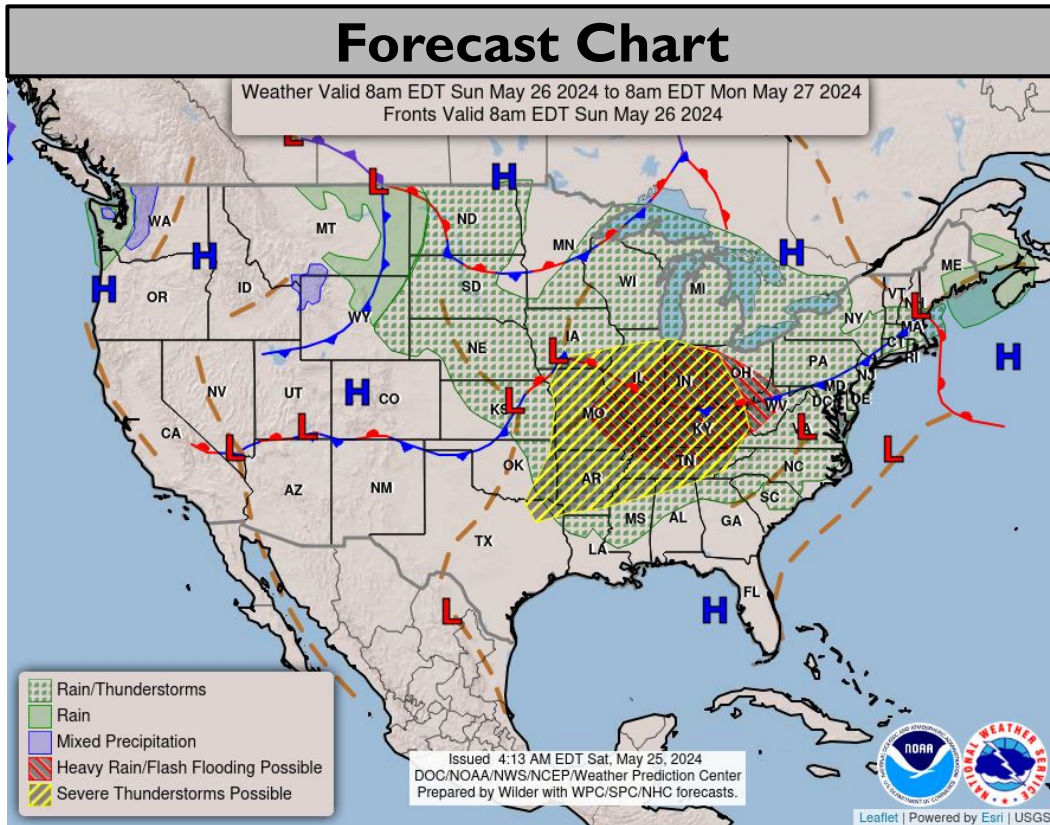 Forecast Chart
Weather Valid 8am EDT Sun May 26 2024 to 8am EDT Mon May 27 2024
Fronts Valid 8am EDT Sun May 26 2024
L
L
H
WA
MT
ND
MN
H
H
OR
ID
WY
SD
WI
MI
H
ME
VT
NY
L
MA
CT
RI
H
NV
UT
H
CO
NE
IA
L
IL
IN
OH
PA
NJ
MD
DE
DC
WV
CA
L
L
KS
L
MO
KY
VA
L
L
AZ
NM
OK
AR
TN
NC
SC
TX
LA
MS
AL
GA
L
H
FL
Rain/Thunderstorms
Rain
Mixed Precipitation
Heavy Rain/Flash Flooding Possible
Severe Thunderstorms Possible
Issued 4:13 AM EDT Sat, May 25, 2024
DOC/NOAA/NWS/NCEP/Weather Prediction Center
Prepared by Wilder with WPC/SPC/NHC forecasts.
NOAA
NATIONAL WEATHER SERVICE
Leaflet | Powered by Esri | USGS